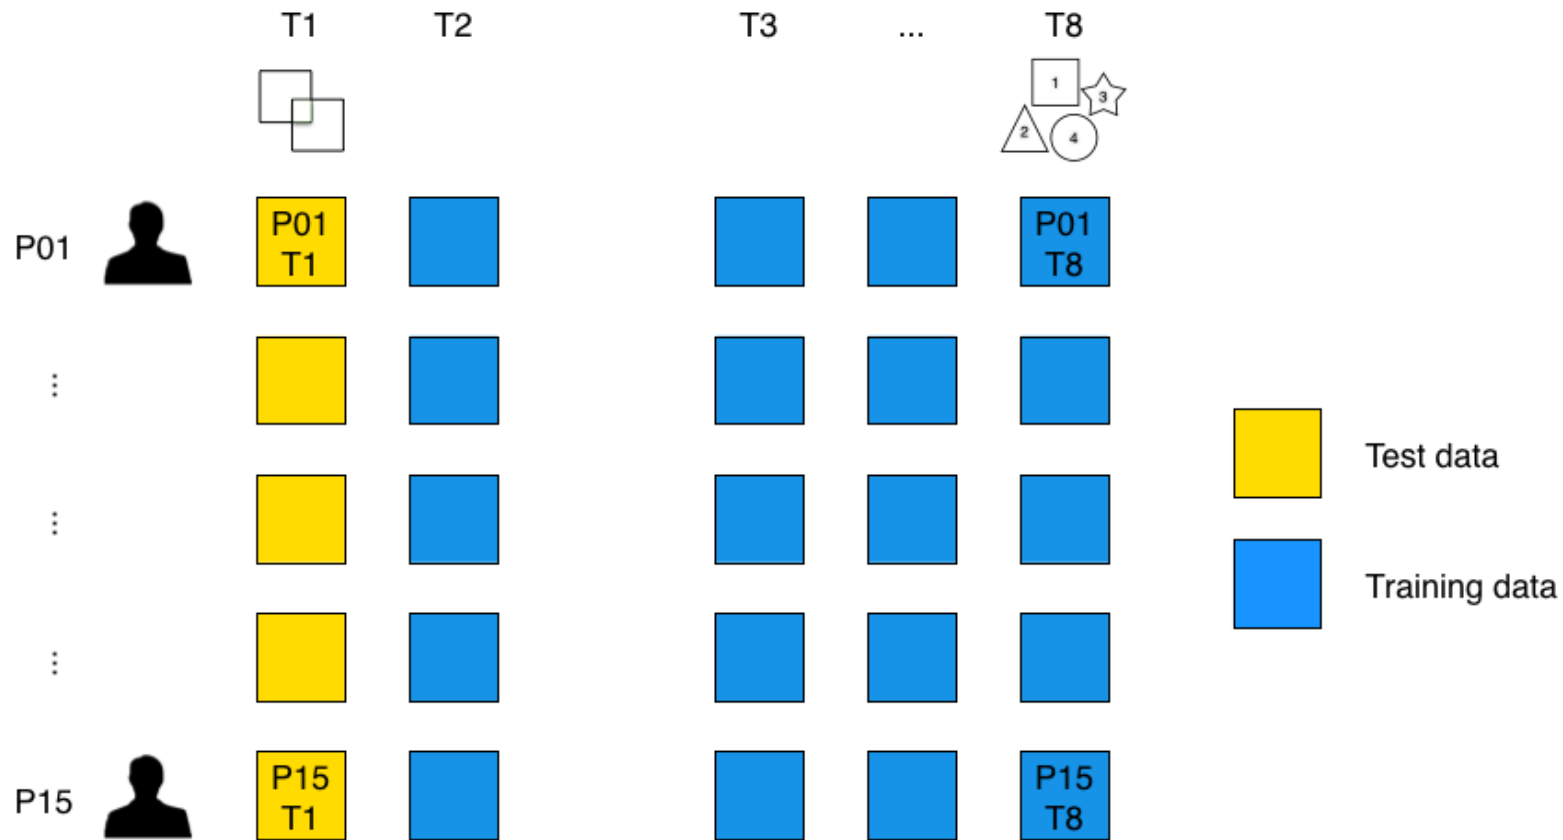 T1 T2 T3 ... T8
1
3
2
4
P01
P01
T1
P01
T8
...
Test data
...
Training data
...
P15
P15
T1
P15
T8